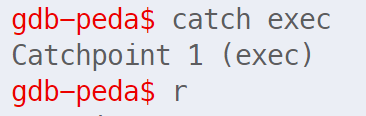 gdb-peda$ catch exec
Catchpoint 1 (exec)
gdb-peda$ r